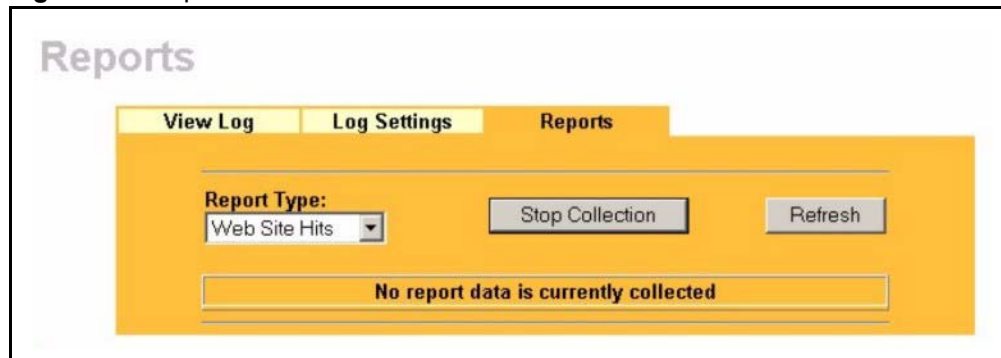 Reports
View Log Log Settings Reports
Report Type:
Web Site Hits Stop Collection Refresh
No report data is currently collected